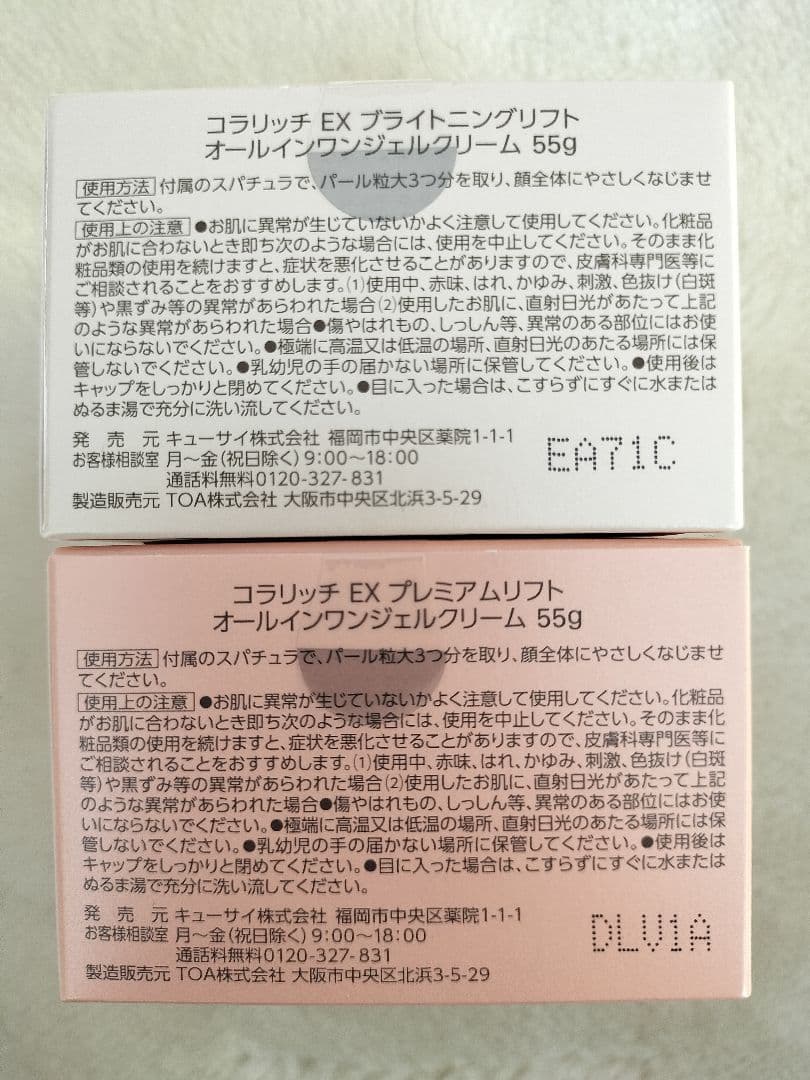 コラリッチ EX ブライトニングリフト
オールインワンジェルクリーム 55g
使用方法 付属のスパチュラで、パール粒大3つ分を取り、顔全体にやさしくなじませ
てください。
使用上の注意 ●お肌に異常が生じていないかよく注意して使用してください。化粧品
がお肌に合わないとき即ち次のような場合には、使用を中止してください。そのまま化
粧品類の使用を続けますと、症状を悪化させることがありますので、皮膚科専門医等に
ご相談されることをおすすめします。(1)使用中、赤味、はれ、かゆみ、刺激、色抜け(白斑
等)や黒ずみ等の異常があらわれた場合(2)使用したお肌に、直射日光があたって上記
のような異常があらわれた場合●傷やはれもの、しっしん等、異常のある部位にはお使
いにならないでください。●極端に高温又は低温の場所、直射日光のあたる場所には保
管しないでください。●乳幼児の手の届かない場所に保管してください。●使用後は
キャップをしっかりと閉めてください。●目に入った場合は、こすらずにすぐに水または
ぬるま湯で充分に洗い流してください。
発売元 キューサイ株式会社 福岡市中央区薬院1-1-1
お客様相談室 月〜金(祝日除く) 9:00〜18:00
通話料無料0120-327-831
製造販売元 TOA株式会社 大阪市中央区北浜3-5-29
EA71C
コラリッチ EX プレミアムリフト
オールインワンジェルクリーム 55g
使用方法 付属のスパチュラで、パール粒大3つ分を取り、顔全体にやさしくなじませ
てください。
使用上の注意 ●お肌に異常が生じていないかよく注意して使用してください。化粧品
がお肌に合わないとき即ち次のような場合には、使用を中止してください。そのまま化
粧品類の使用を続けますと、症状を悪化させることがありますので、皮膚科専門医等に
ご相談されることをおすすめします。(1)使用中、赤味、はれ、かゆみ、刺激、色抜け(白斑
等)や黒ずみ等の異常があらわれた場合(2)使用したお肌に、直射日光があたって上記
のような異常があらわれた場合●傷やはれもの、しっしん等、異常のある部位にはお使
いにならないでください。●極端に高温又は低温の場所、直射日光のあたる場所には保
管しないでください。●乳幼児の手の届かない場所に保管してください。●使用後は
キャップをしっかりと閉めてください。●目に入った場合は、こすらずにすぐに水または
ぬるま湯で充分に洗い流してください。
発売元 キューサイ株式会社 福岡市中央区薬院1-1-1
お客様相談室 月〜金(祝日除く) 9:00〜18:00
通話料無料0120-327-831
製造販売元 TOA株式会社 大阪市中央区北浜3-5-29
DLV1A